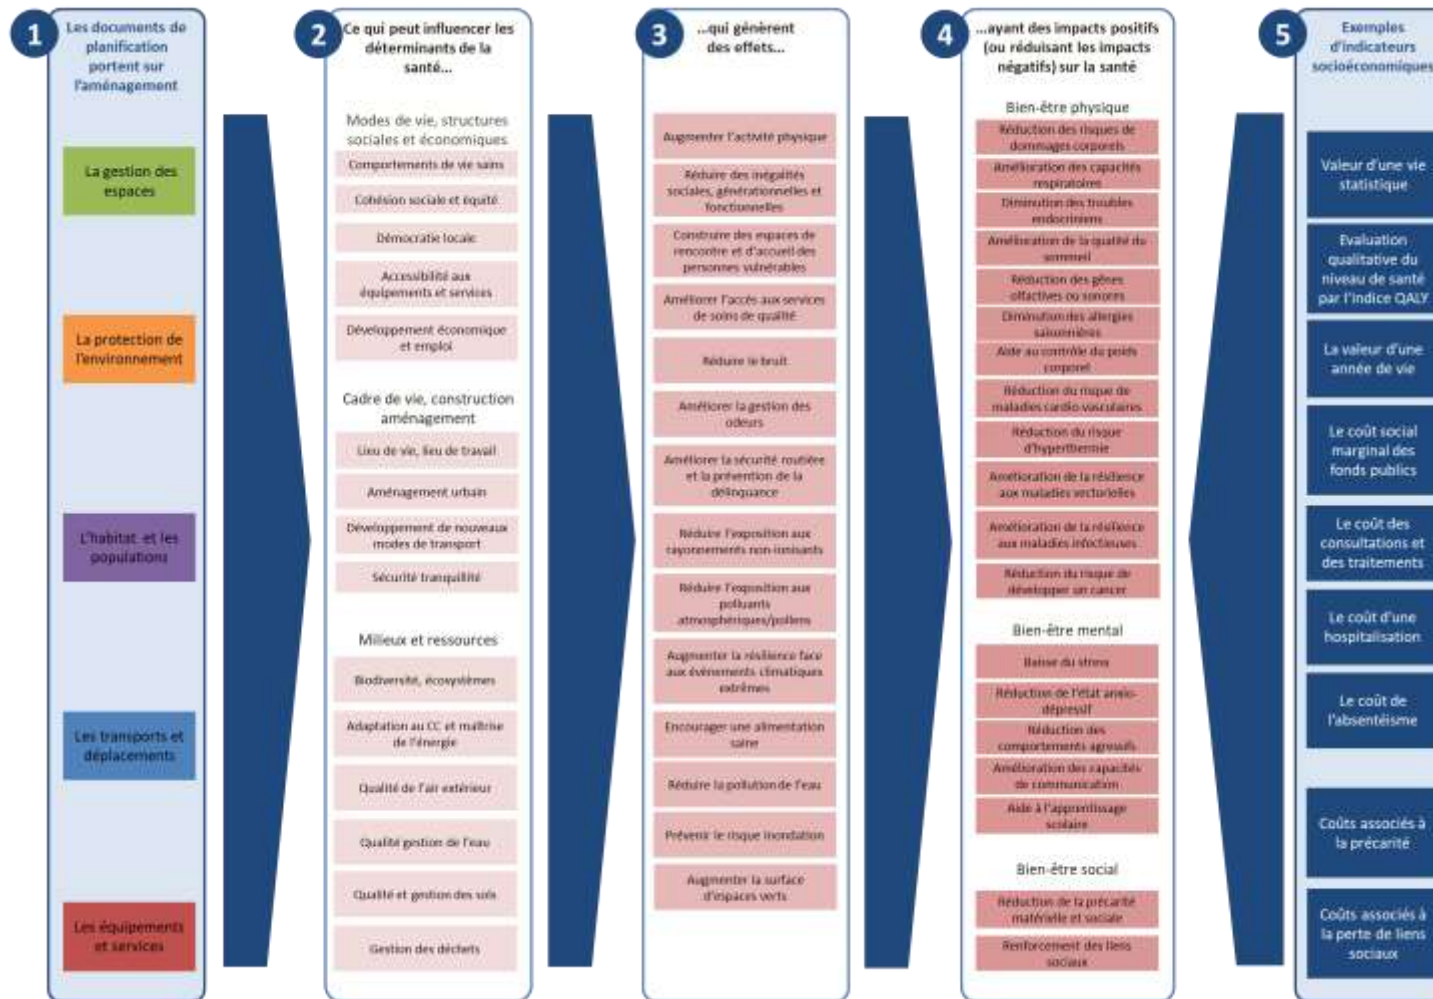 1
Les documents de
planification
portent sur
l'aménagement
La gestion des
espaces
La protection de
l'environnement
L'habitat et les
populations
Les transports et
déplacements
Les équipements
et services
2
Ce qui peut influencer les
déterminants de la
santé...
Modes de vie, structures
sociales et économiques
Comportements de vie sains
Cohésion sociale et équité
Démocratie locale
Accessibilité aux
équipements et services
Développement économique
et emploi
Cadre de vie, construction
aménagement
Lieu de vie, lieu de travail
Aménagement urbain
Développement de nouveaux
modes de transport
Sécurité tranquillité
Milieux et ressources
Biodiversité, écosystèmes
Adaptation au CC et maîtrise
de l'énergie
Qualité de l'air extérieur
Qualité gestion de l'eau
Qualité et gestion des sols
Gestion des déchets
3
...qui génèrent
des effets...
Augmenter l'activité physique
Réduire des inégalités
sociales, générationnelles et
fonctionnelles
Construire des espaces de
rencontre et d'accueil des
personnes vulnérables
Améliorer l'accès aux services
de soins de qualité
Réduire le bruit
Améliorer la gestion des
odeurs
Améliorer la sécurité routière
et la prévention de la
délinquance
Réduire l'exposition aux
rayonnements non-ionisants
Réduire l'exposition aux
polluants
atmosphériques/pollens
Augmenter la résilience face
aux évènements climatiques
extrêmes
Encourager une alimentation
saine
Réduire la pollution de l'eau
Prévenir le risque inondation
Augmenter la surface
d'espaces verts
4
...ayant des impacts positifs
(ou réduisant les impacts
négatifs) sur la santé
Bien-être physique
Réduction des risques de
dommages corporels
Amélioration des capacités
respiratoires
Diminution des troubles
endocriniens
Amélioration de la qualité du
sommeil
Réduction des gênes
olfactives ou sonores
Diminution des allergies
saisonnières
Aide au contrôle du poids
corporel
Réduction du risque de
maladies cardio-vasculaires
Réduction du risque
d'hyperthermie
Amélioration de la résilience
aux maladies vectorielles
Amélioration de la résilience
aux maladies infectieuses
Réduction du risque de
développer un cancer
Bien-être mental
Baisse du stress
Réduction de l'état anxio-
dépressif
Réduction des
comportements agressifs
Amélioration des capacités
de communication
Aide à l'apprentissage
scolaire
Bien-être social
Réduction de la précarité
matérielle et sociale
Renforcement des liens
sociaux
5
Exemples
d'indicateurs
socioéconomiques
Valeur d'une vie
statistique
Evaluation
qualitative du
niveau de santé
par l'indice QALY
La valeur d'une
année de vie
Le coût social
marginal des
fonds publics
Le coût des
consultations et
des traitements
Le coût d'une
hospitalisation
Le coût de
l'absentéisme
Coûts associés à
la précarité
Coûts associés à
la perte de liens
sociaux